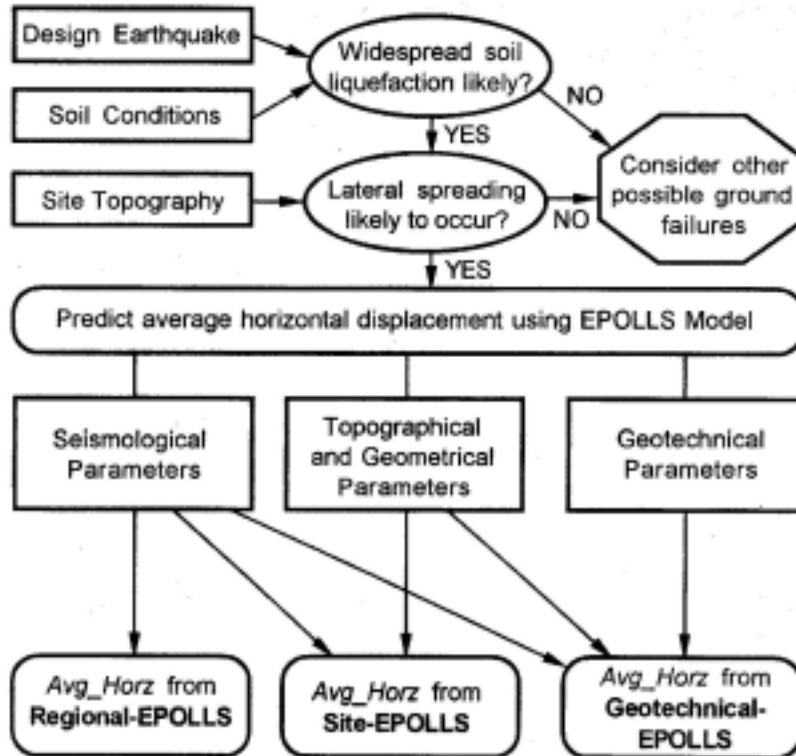 Design Earthquake
Widespread soil
liquefaction likely?
NO
Soil Conditions
YES
Consider other
possible ground
failures
Site Topography
Lateral spreading
likely to occur?
NO
YES
Predict average horizontal displacement using EPOLLS Model
Seismological
Parameters
Topographical
and Geometrical
Parameters
Geotechnical
Parameters
Avg_Horz from
Regional-EPOLLS
Avg_Horz from
Site-EPOLLS
Avg_Horz from
Geotechnical-
EPOLLS